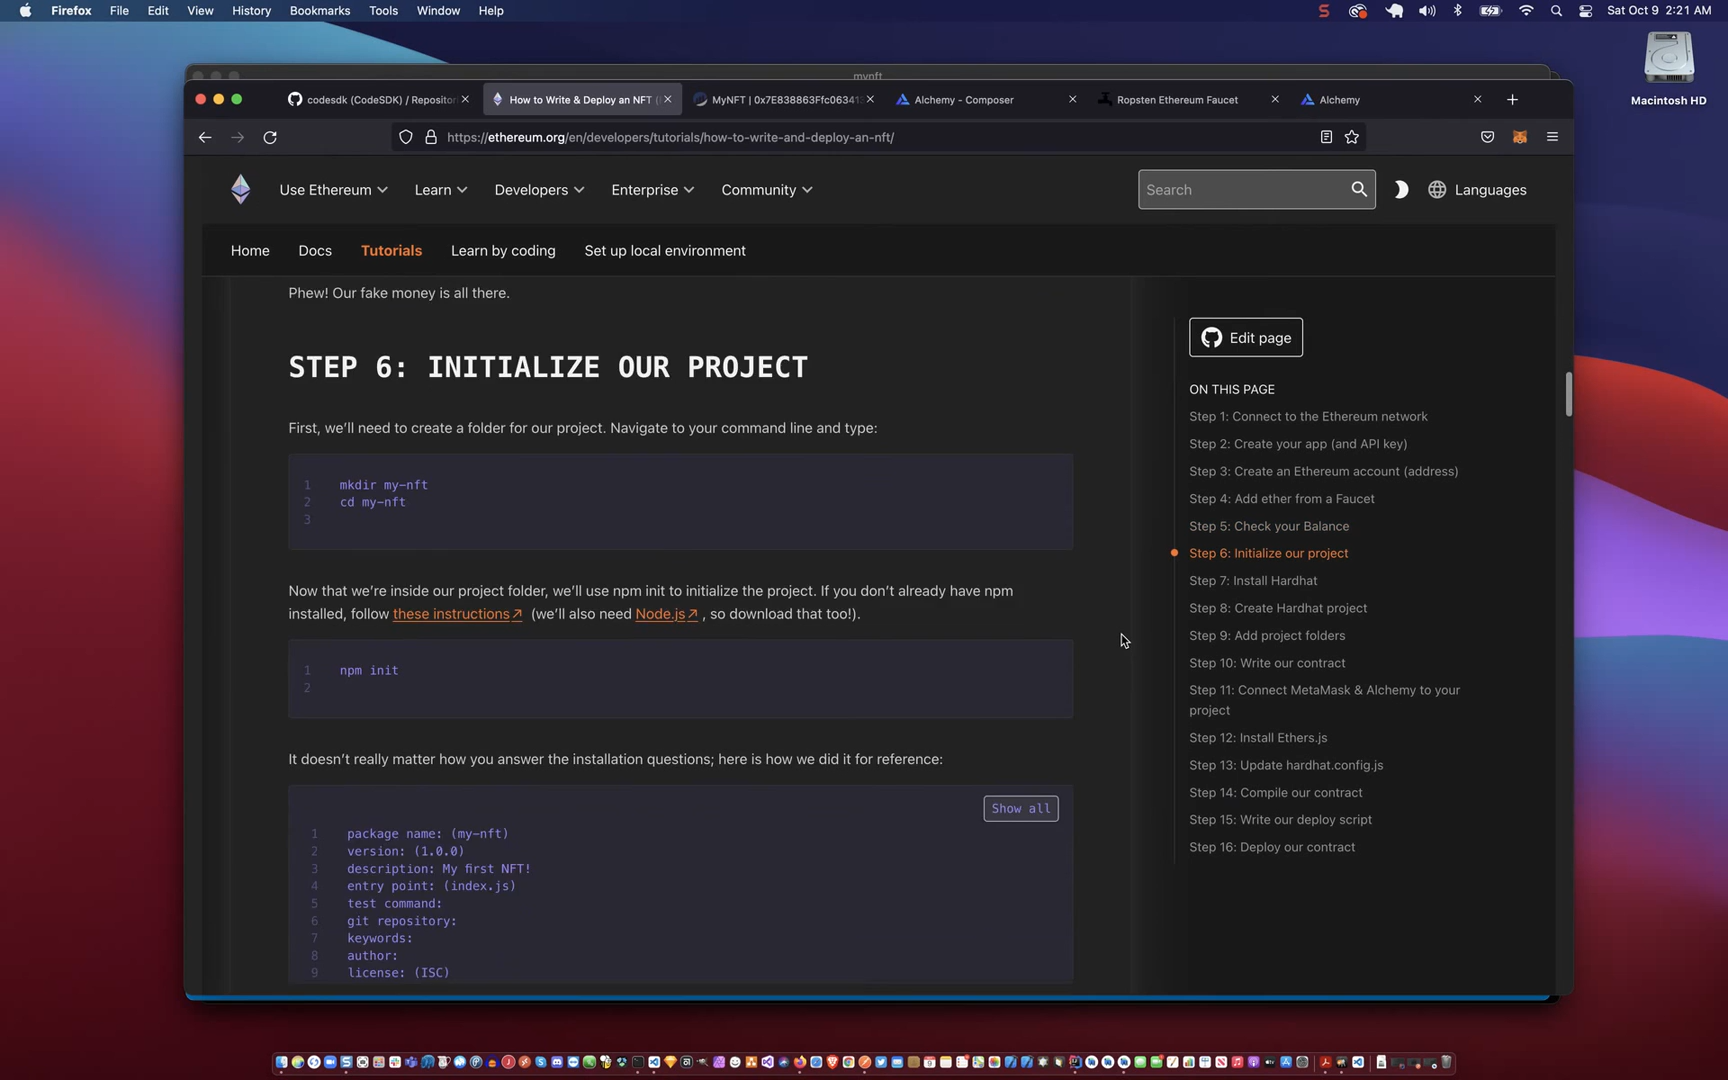 Firefox File Edit View History Bookmarks Tools Window Help Sat Oct 9 2:21 AM
Macintosh HD
mynft
codesdk (CodeSDK) / Repositori
How to Write & Deploy an NFT (
MyNFT | 0x7E838863Ffc06341
Alchemy - Composer
Ropsten Ethereum Faucet
Alchemy
https://ethereum.org/en/developers/tutorials/how-to-write-and-deploy-an-nft/
Use Ethereum Learn Developers Enterprise Community Search Languages
Home Docs Tutorials Learn by coding Set up local environment
Phew! Our fake money is all there.
STEP 6: INITIALIZE OUR PROJECT
First, we'll need to create a folder for our project. Navigate to your command line and type:
1 mkdir my-nft
2 cd my-nft
3
Now that we're inside our project folder, we'll use npm init to initialize the project. If you don't already have npm
installed, follow these instructions (we'll also need Node.js , so download that too!).
1 npm init
2
It doesn't really matter how you answer the installation questions; here is how we did it for reference:
Show all
1 package name: (my-nft)
2 version: (1.0.0)
3 description: My first NFT!
4 entry point: (index.js)
5 test command:
6 git repository:
7 keywords:
8 author:
9 license: (ISC)
Edit page
ON THIS PAGE
Step 1: Connect to the Ethereum network
Step 2: Create your app (and API key)
Step 3: Create an Ethereum account (address)
Step 4: Add ether from a Faucet
Step 5: Check your Balance
Step 6: Initialize our project
Step 7: Install Hardhat
Step 8: Create Hardhat project
Step 9: Add project folders
Step 10: Write our contract
Step 11: Connect MetaMask & Alchemy to your
project
Step 12: Install Ethers.js
Step 13: Update hardhat.config.js
Step 14: Compile our contract
Step 15: Write our deploy script
Step 16: Deploy our contract